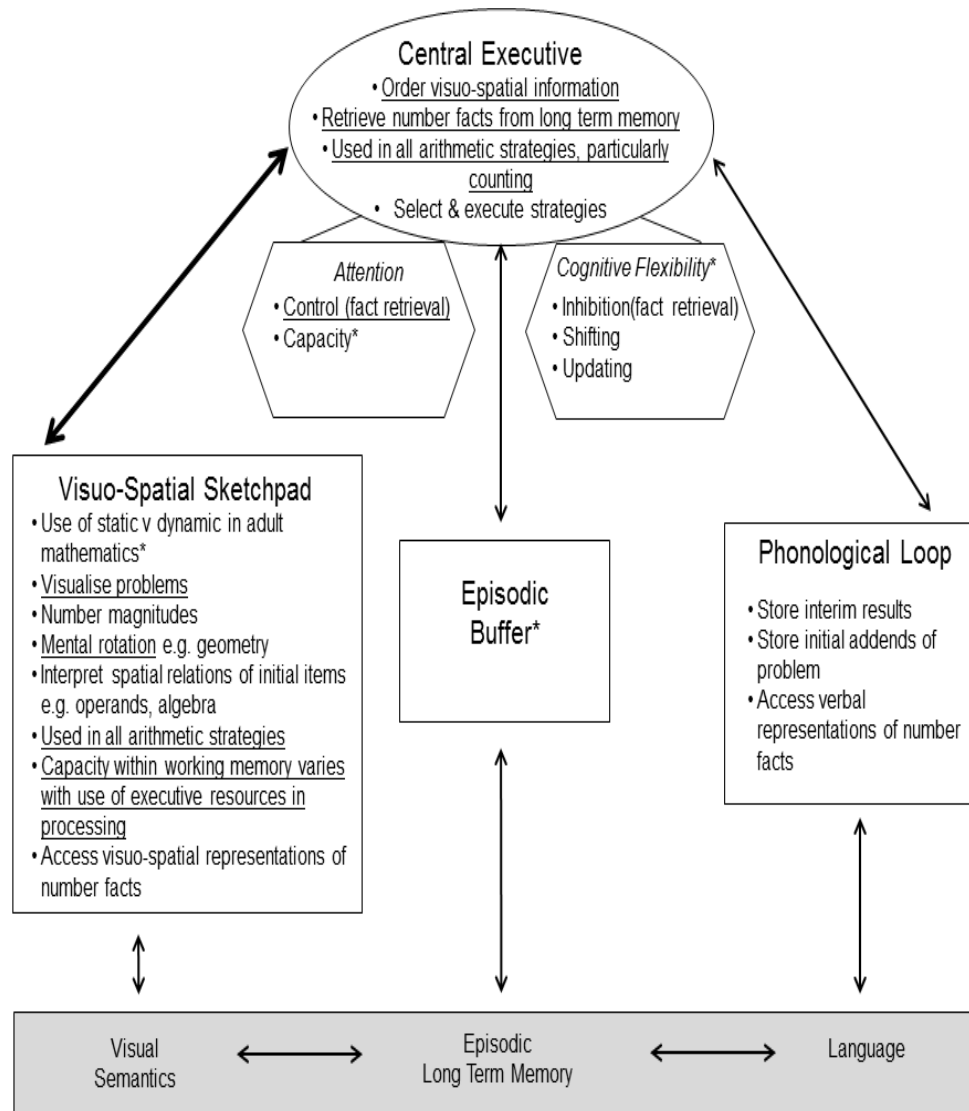 Central Executive
• Order visuo-spatial information
• Retrieve number facts from long term memory
• Used in all arithmetic strategies, particularly
counting
• Select & execute strategies
Attention
• Control (fact retrieval)
• Capacity*
Cognitive Flexibility*
• Inhibition(fact retrieval)
• Shifting
• Updating
Visuo-Spatial Sketchpad
• Use of static v dynamic in adult
mathematics*
• Visualise problems
• Number magnitudes
• Mental rotation e.g. geometry
• Interpret spatial relations of initial items
e.g. operands, algebra
• Used in all arithmetic strategies
• Capacity within working memory varies
with use of executive resources in
processing
• Access visuo-spatial representations of
number facts
Episodic
Buffer*
Phonological Loop
• Store interim results
• Store initial addends of
problem
• Access verbal
representations of number
facts
Visual
Semantics
Episodic
Long Term Memory
Language